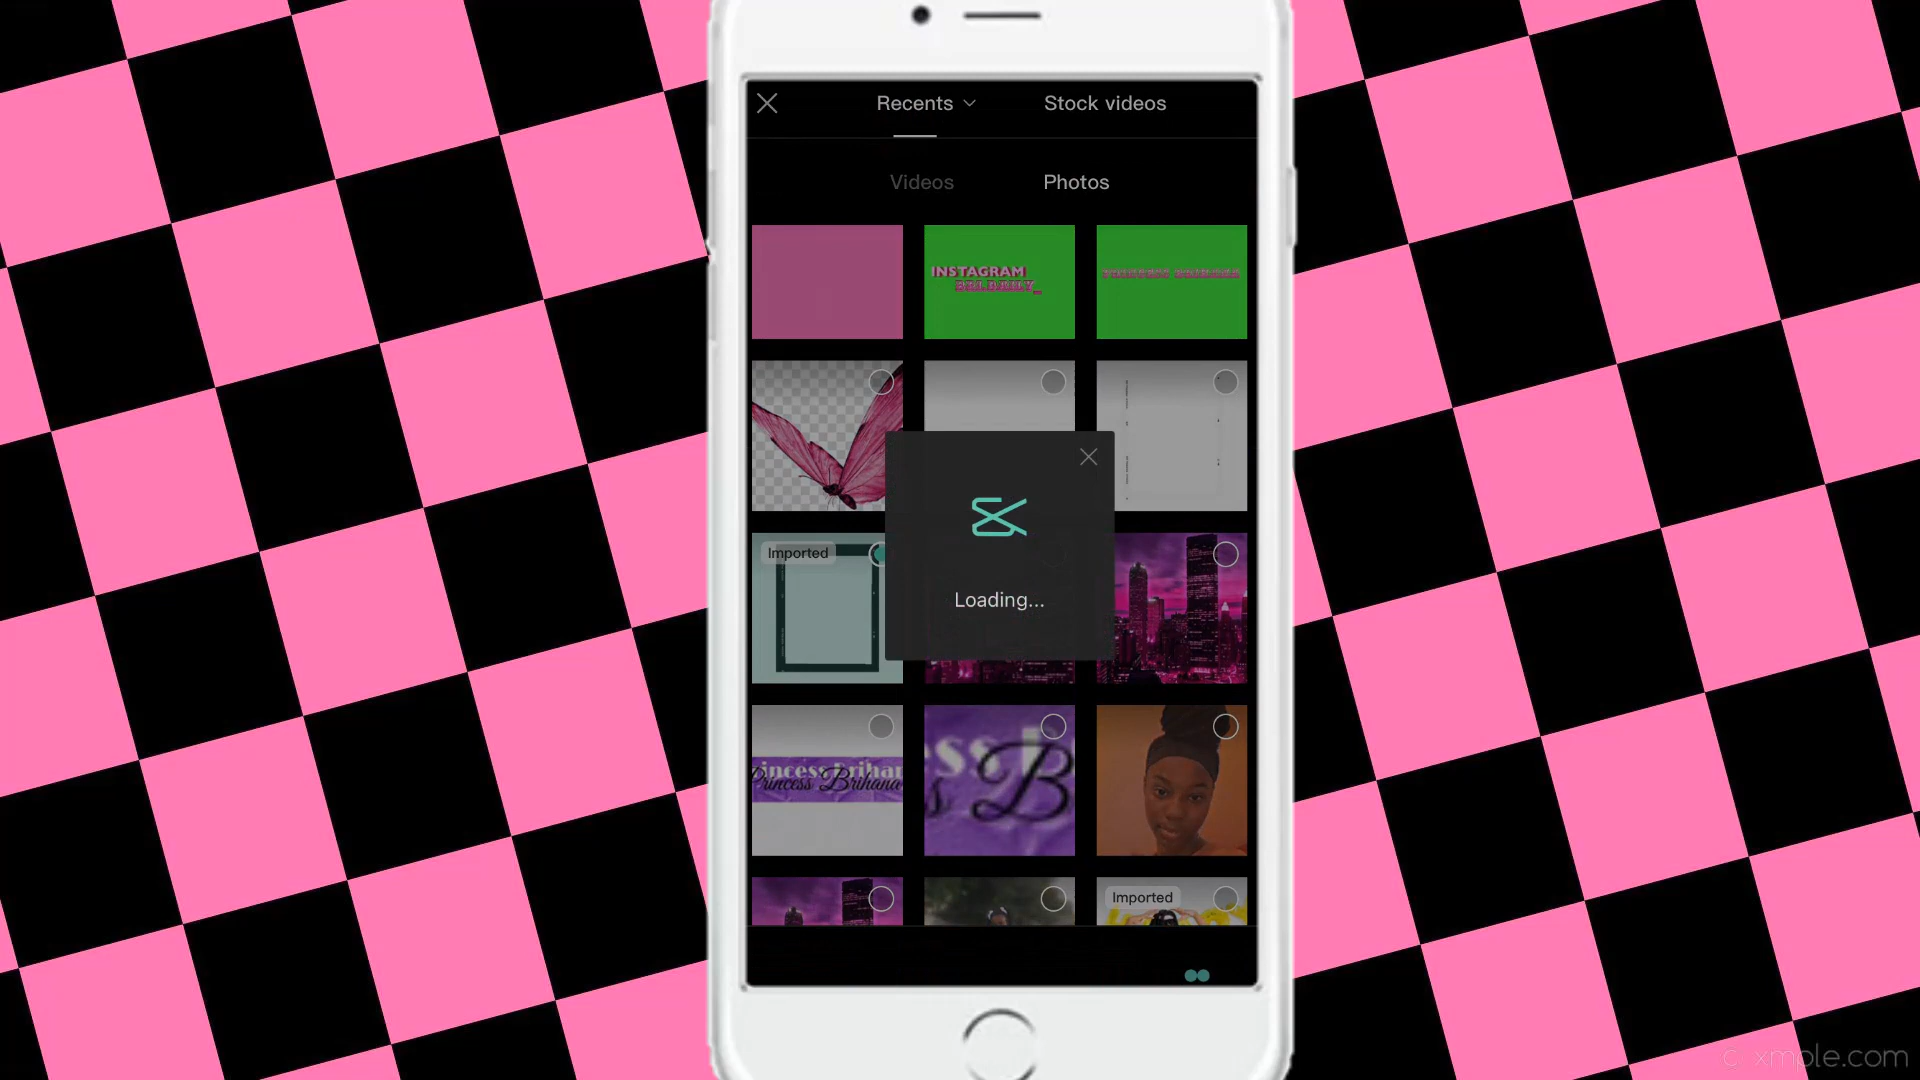 Recents
Stock videos
Videos
Photos
INSTAGRAM
Loading...
Imported
Princess Brihana
Imported
© xmple.com